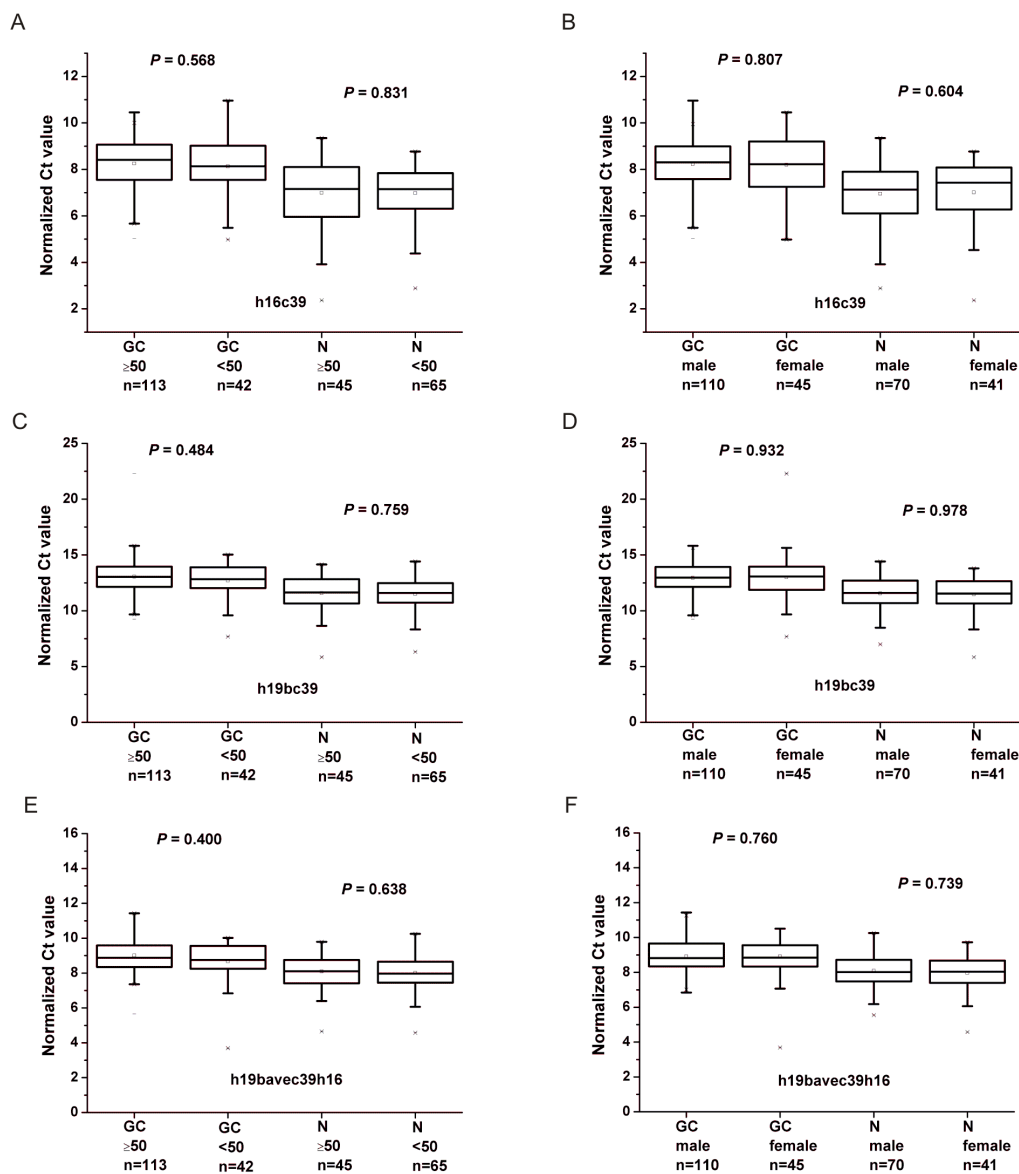 A
Normalized Ct value
12
10
8
6
4
2
P = 0.568
P = 0.831
h16c39
GC
≥50
n=113
GC
<50
n=42
N
≥50
n=45
N
<50
n=65
B
Normalized Ct value
12
10
8
6
4
2
P = 0.807
P = 0.604
h16c39
GC
male
n=110
GC
female
n=45
N
male
n=70
N
female
n=41
C
Normalized Ct value
25
20
15
10
5
0
P = 0.484
P = 0.759
h19bc39
GC
≥50
n=113
GC
<50
n=42
N
≥50
n=45
N
<50
n=65
D
Normalized Ct value
25
20
15
10
5
0
P = 0.932
P = 0.978
h19bc39
GC
male
n=110
GC
female
n=45
N
male
n=70
N
female
n=41
E
Normalized Ct value
16
14
12
10
8
6
4
2
0
P = 0.400
P = 0.638
h19bavec39h16
GC
≥50
n=113
GC
<50
n=42
N
≥50
n=45
N
<50
n=65
F
Normalized Ct value
16
14
12
10
8
6
4
2
0
P = 0.760
P = 0.739
h19bavec39h16
GC
male
n=110
GC
female
n=45
N
male
n=70
N
female
n=41